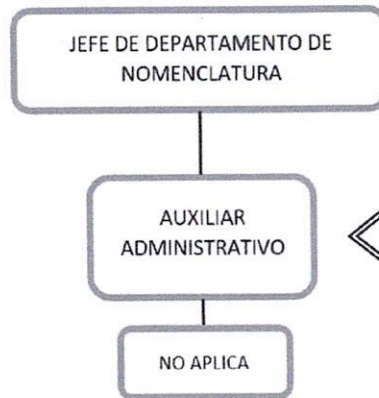 JEFE DE DEPARTAMENTO DE
NOMENCLATURA
AUXILIAR
ADMINISTRATIVO
NO APLICA